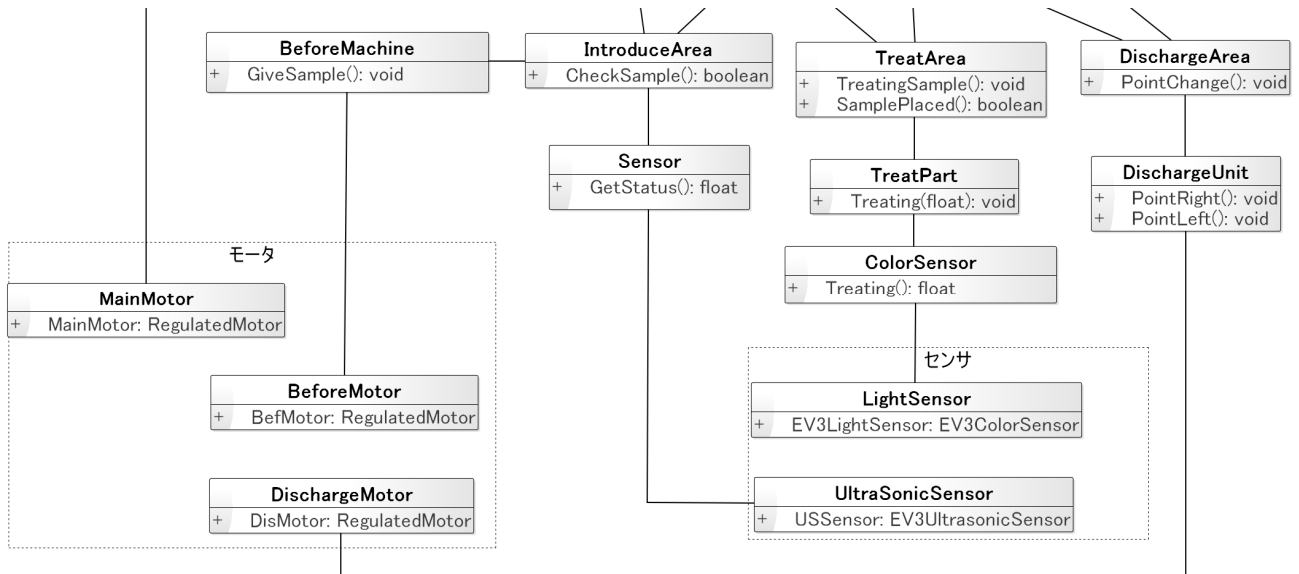 BeforeMachine
+ GiveSample(): void
IntroduceArea
+ CheckSample(): boolean
TreatArea
+ TreatingSample(): void
+ SamplePlaced(): boolean
DischargeArea
+ PointChange(): void
Sensor
+ GetStatus(): float
TreatPart
+ Treating(float): void
DischargeUnit
+ PointRight(): void
+ PointLeft(): void
モータ
ColorSensor
+ Treating(): float
MainMotor
+ MainMotor: RegulatedMotor
センサ
BeforeMotor
+ BefMotor: RegulatedMotor
LightSensor
+ EV3LightSensor: EV3ColorSensor
DischargeMotor
+ DisMotor: RegulatedMotor
UltraSonicSensor
+ USSensor: EV3UltrasonicSensor